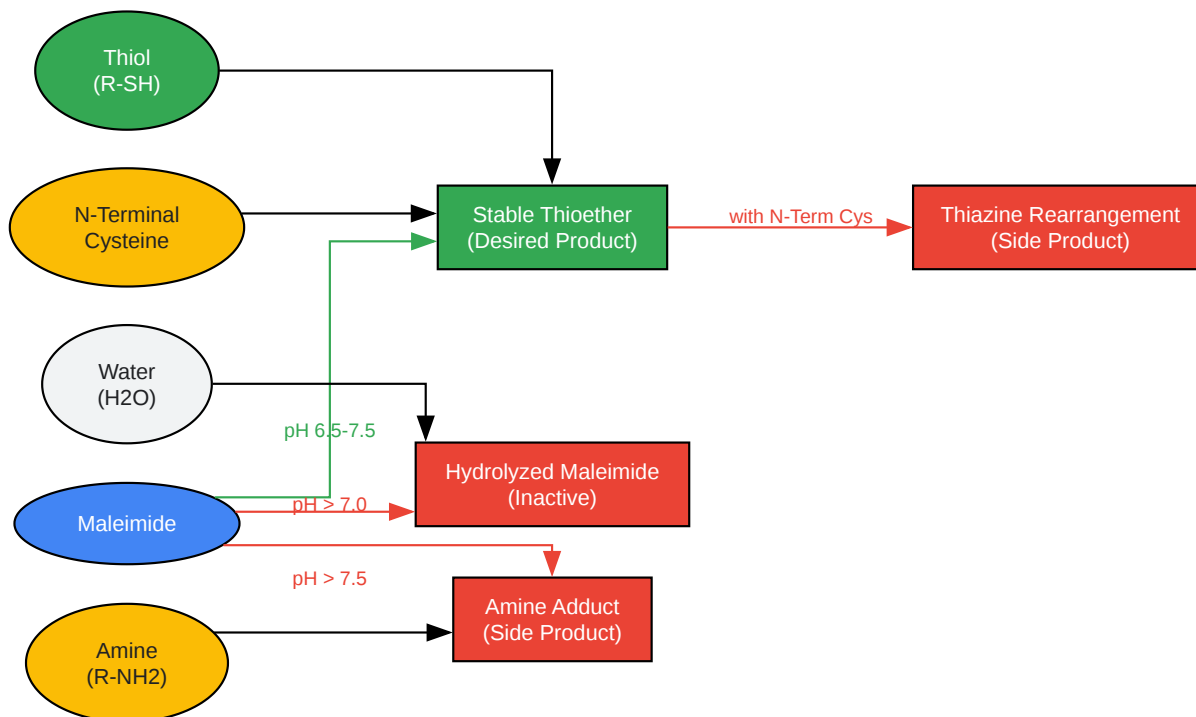 Thiol
(R-SH)
N-Terminal
Cysteine
Stable Thioether
(Desired Product)
with N-Term Cys
Thiazine Rearrangement
(Side Product)
Water
(H2O)
pH 6.5-7.5
Hydrolyzed Maleimide
(Inactive)
Maleimide
pH > 7.0
pH > 7.5
Amine Adduct
(Side Product)
Amine
(R-NH2)